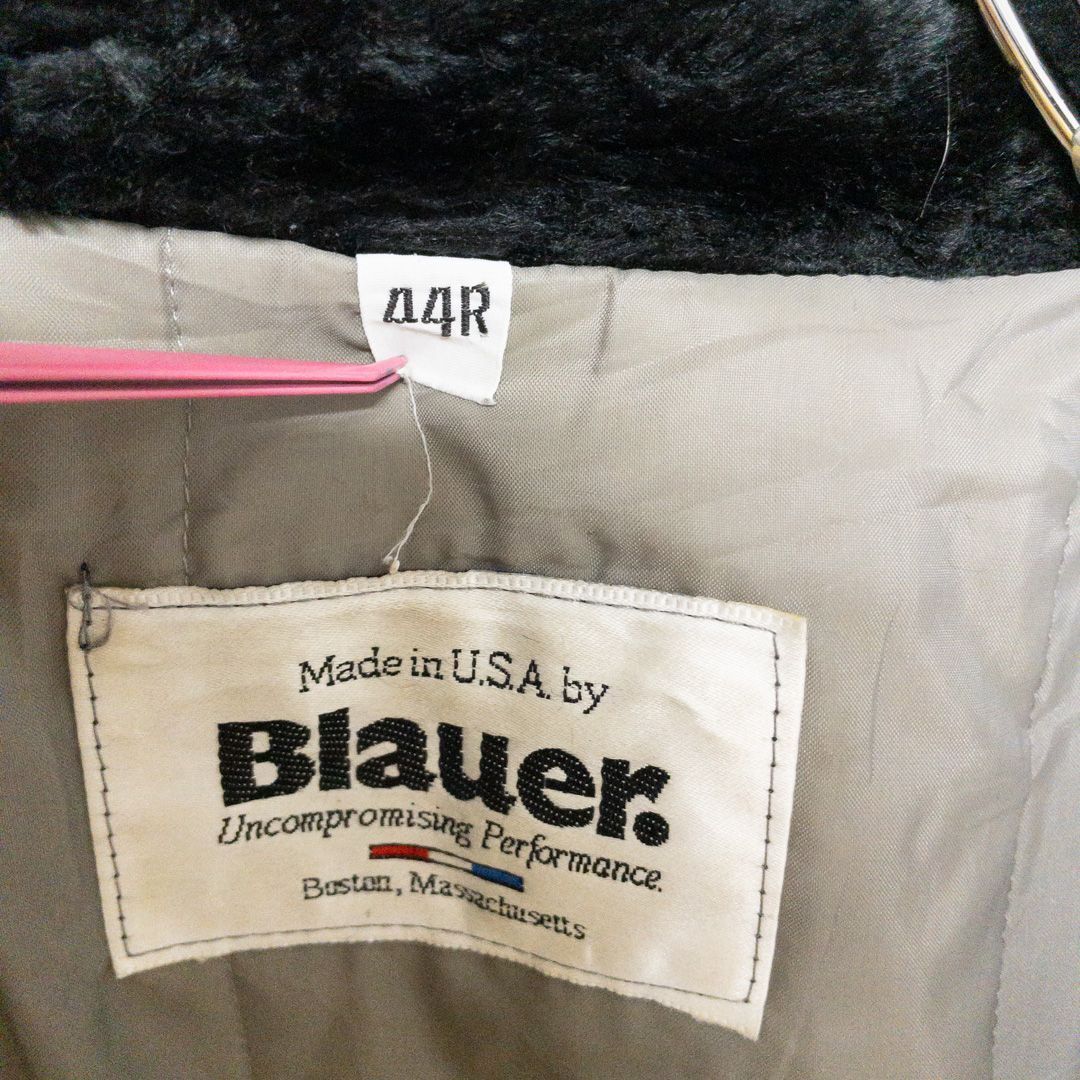 44R
Made in U.S.A. by
Blauer.
Uncompromising Performance.
Boston, Massachusetts